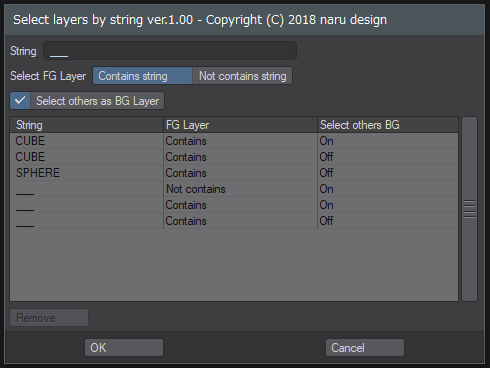 Select layers by string ver.1.00 - Copyright (C) 2018 naru design
String ___
Select FG Layer Contains string Not contains string
Select others as BG Layer
String FG Layer Select others BG
CUBE Contains On
CUBE Contains Off
SPHERE Contains Off
___ Not contains On
___ Contains On
___ Contains Off
Remove
OK Cancel